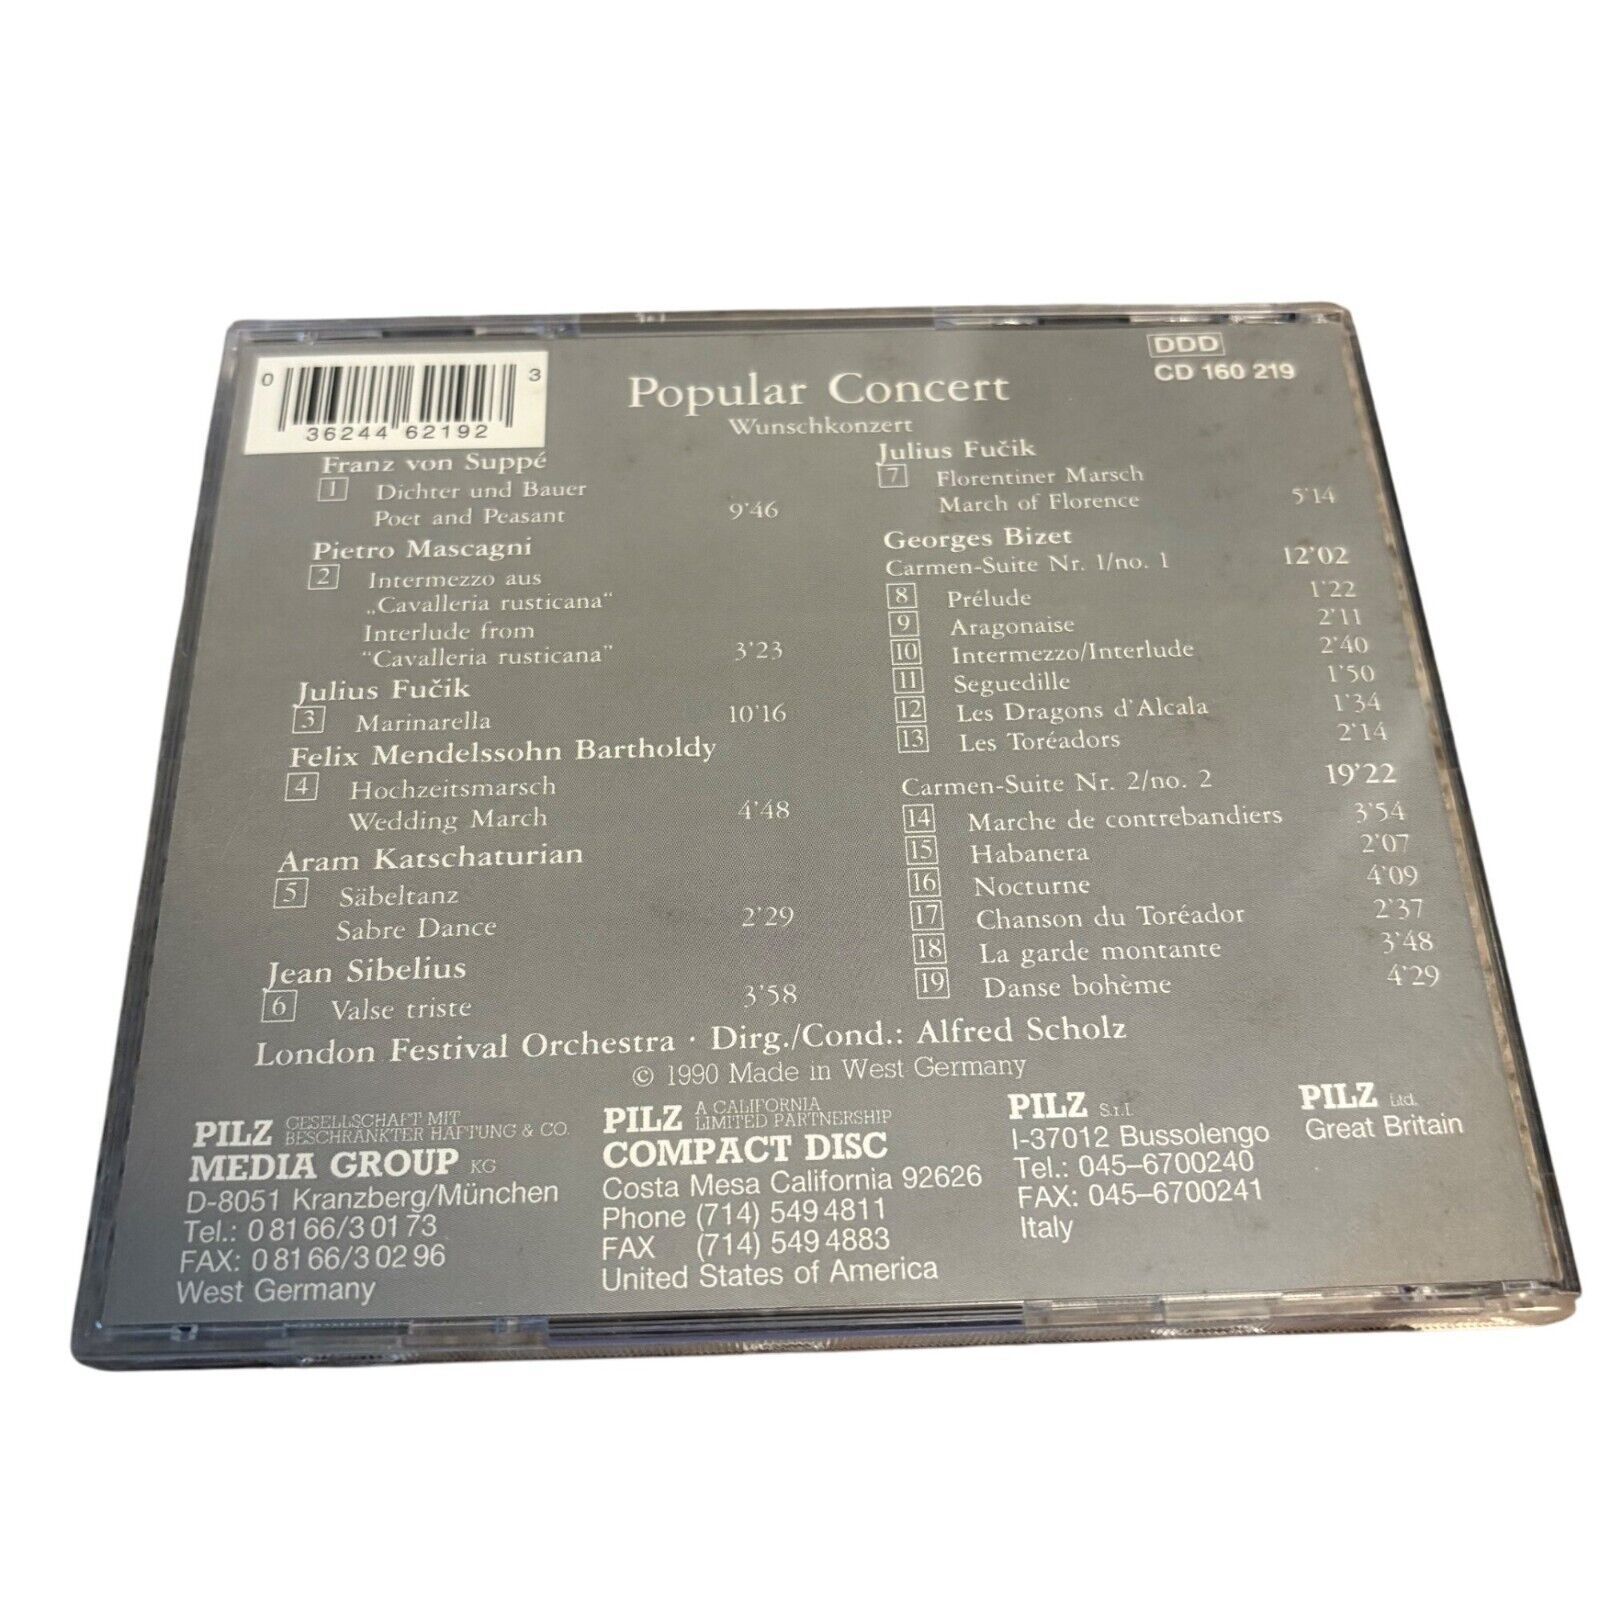 0 36244 62192 3
Popular Concert
Wunschkonzert
DDD
CD 160 219
Franz von Suppé
1 Dichter und Bauer
Poet and Peasant 9'46
Pietro Mascagni
2 Intermezzo aus
„Cavalleria rusticana“
Interlude from
“Cavalleria rusticana” 3'23
Julius Fučik
3 Marinarella 10'16
Felix Mendelssohn Bartholdy
4 Hochzeitsmarsch
Wedding March 4'48
Aram Katschaturian
5 Säbeltanz
Sabre Dance 2'29
Jean Sibelius
6 Valse triste 3'58
Julius Fučik
7 Florentiner Marsch
March of Florence 5'14
Georges Bizet
Carmen-Suite Nr. 1/no. 1 12'02
8 Prélude 1'22
9 Aragonaise 2'11
10 Intermezzo/Interlude 2'40
11 Seguedille 1'50
12 Les Dragons d'Alcala 1'34
13 Les Toréadors 2'14
Carmen-Suite Nr. 2/no. 2 19'22
14 Marche de contrebandiers 3'54
15 Habanera 2'07
16 Nocturne 4'09
17 Chanson du Toréador 2'37
18 La garde montante 3'48
19 Danse bohème 4'29
London Festival Orchestra · Dirg./Cond.: Alfred Scholz
© 1990 Made in West Germany
PILZ GESELLSCHAFT MIT
BESCHRÄNKTER HAFTUNG & CO.
MEDIA GROUP KG
D-8051 Kranzberg/München
Tel.: 0 81 66/3 01 73
FAX: 0 81 66/3 02 96
West Germany
PILZ A CALIFORNIA
LIMITED PARTNERSHIP
COMPACT DISC
Costa Mesa California 92626
Phone (714) 549 4811
FAX (714) 549 4883
United States of America
PILZ S.r.l.
I-37012 Bussolengo
Tel.: 045-6700240
FAX: 045-6700241
Italy
PILZ Ltd.
Great Britain